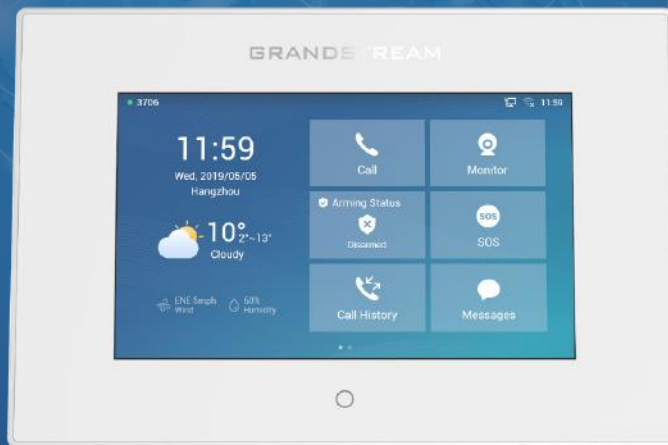 GRANDSTREAM
3706
11:59
11:59
Wed, 2019/06/05
Hangzhou
10°
2°~13°
Cloudy
ENE 5mph
Wind
60%
Humidity
Call
Monitor
Arming Status
Disarmed
SOS
SOS
Call History
Messages